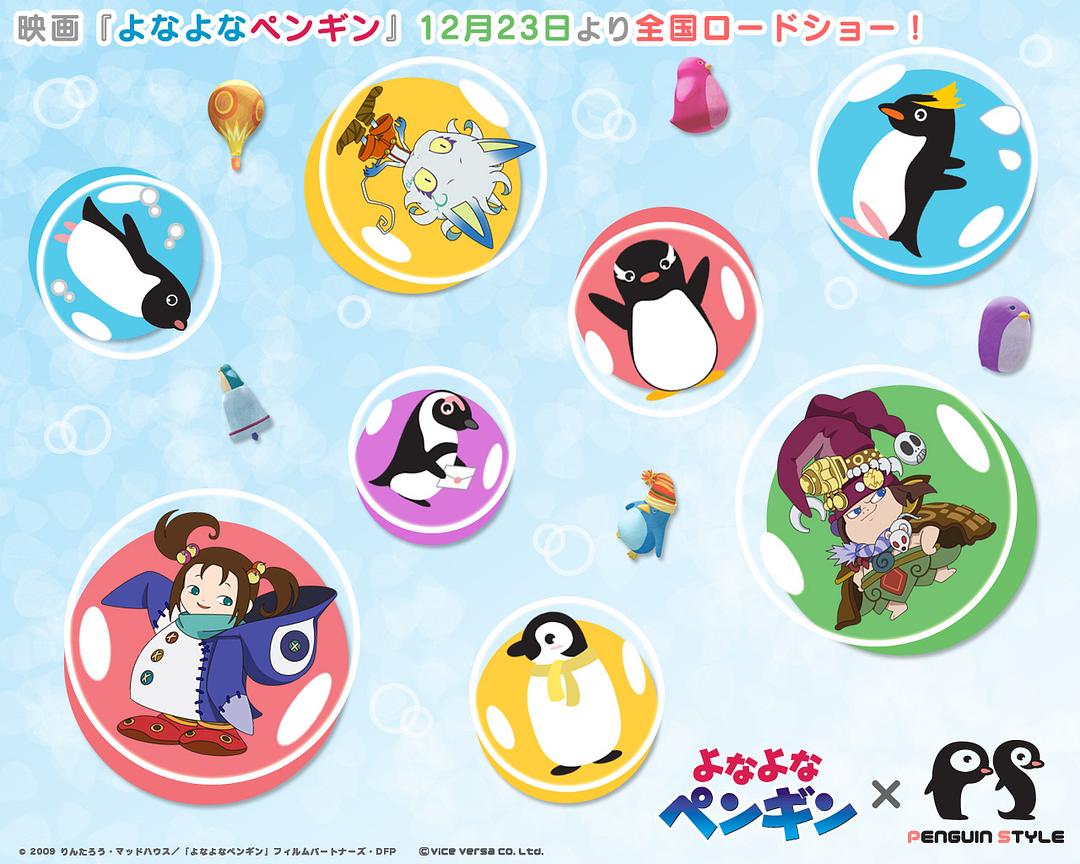 映画『よなよなペンギン』12月23日より全国ロードショー！
よなよな
ペンギン
×
PENGUIN STYLE
© 2009 りんたろう・マッドハウス／「よなよなペンギン」フィルムパートナーズ・DFP ©VICE VERSA CO. LTD.